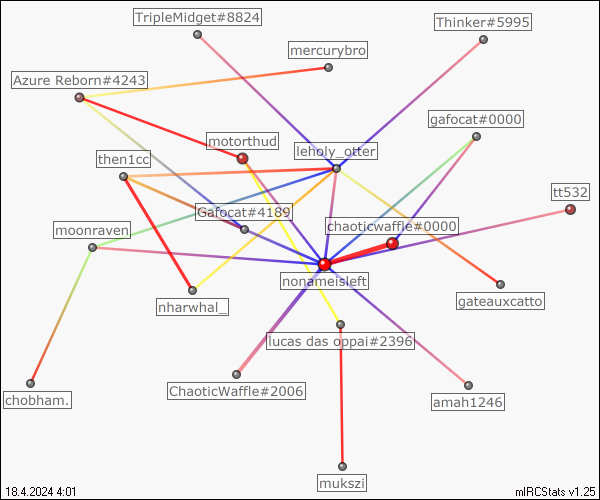 TripleMidget#8824
Thinker#5995
mercurybro
Azure Reborn#4243
gafocat#0000
motorthud
leholy_otter
then1cc
tt532
Gafocat#4189
chaoticwaffle#0000
moonraven
nonameisleft
nharwhal_
gateauxcatto
lucas das oppai#2396
ChaoticWaffle#2006
chobham.
amah1246
mukszi
18.4.2024 4:01
mIRCStats v1.25